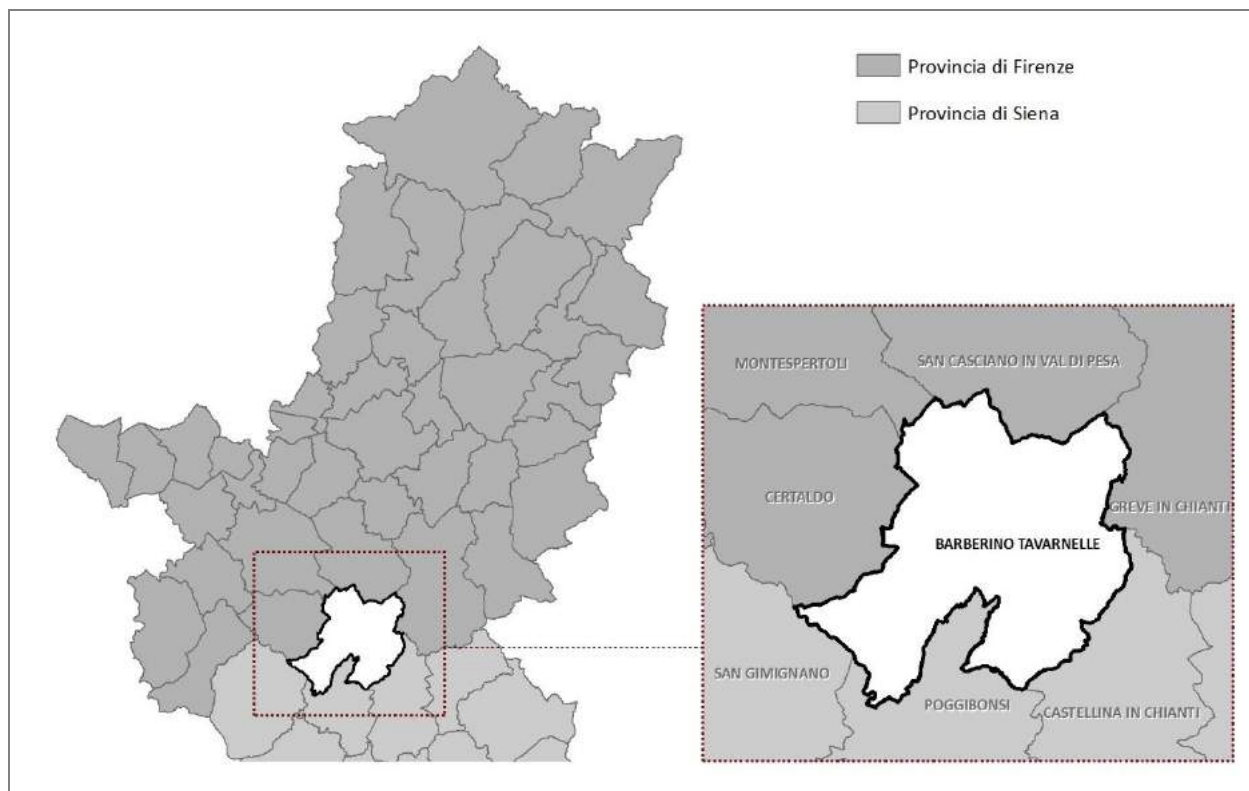 Provincia di Firenze
Provincia di Siena
MONTESPERTOLI
SAN CASCIANO IN VAL DI PESA
CERTALDO
GREVE IN CHIANTI
BARBERINO TAVARNELLE
SAN GIMIGNANO
POGGIBONSI
CASTELLINA IN CHIANTI